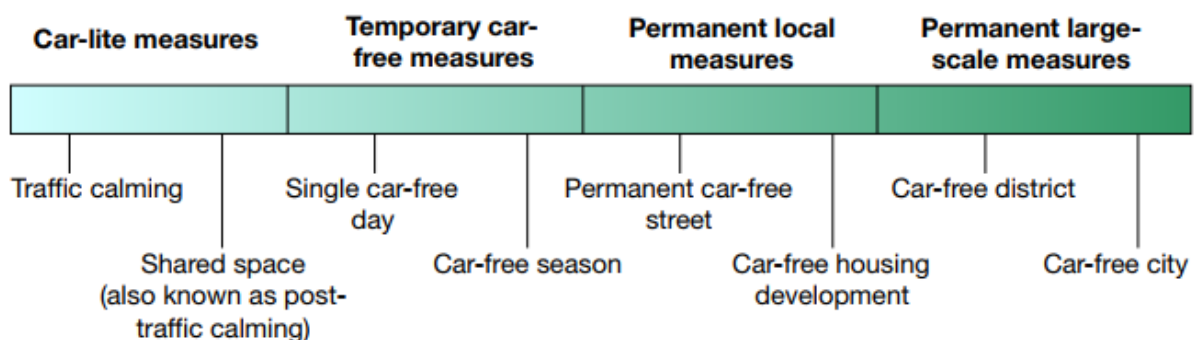 Car-lite measures
Temporary car-
free measures
Permanent local
measures
Permanent large-
scale measures
Traffic calming
Shared space
(also known as post-
traffic calming)
Single car-free
day
Car-free season
Permanent car-free
street
Car-free housing
development
Car-free district
Car-free city